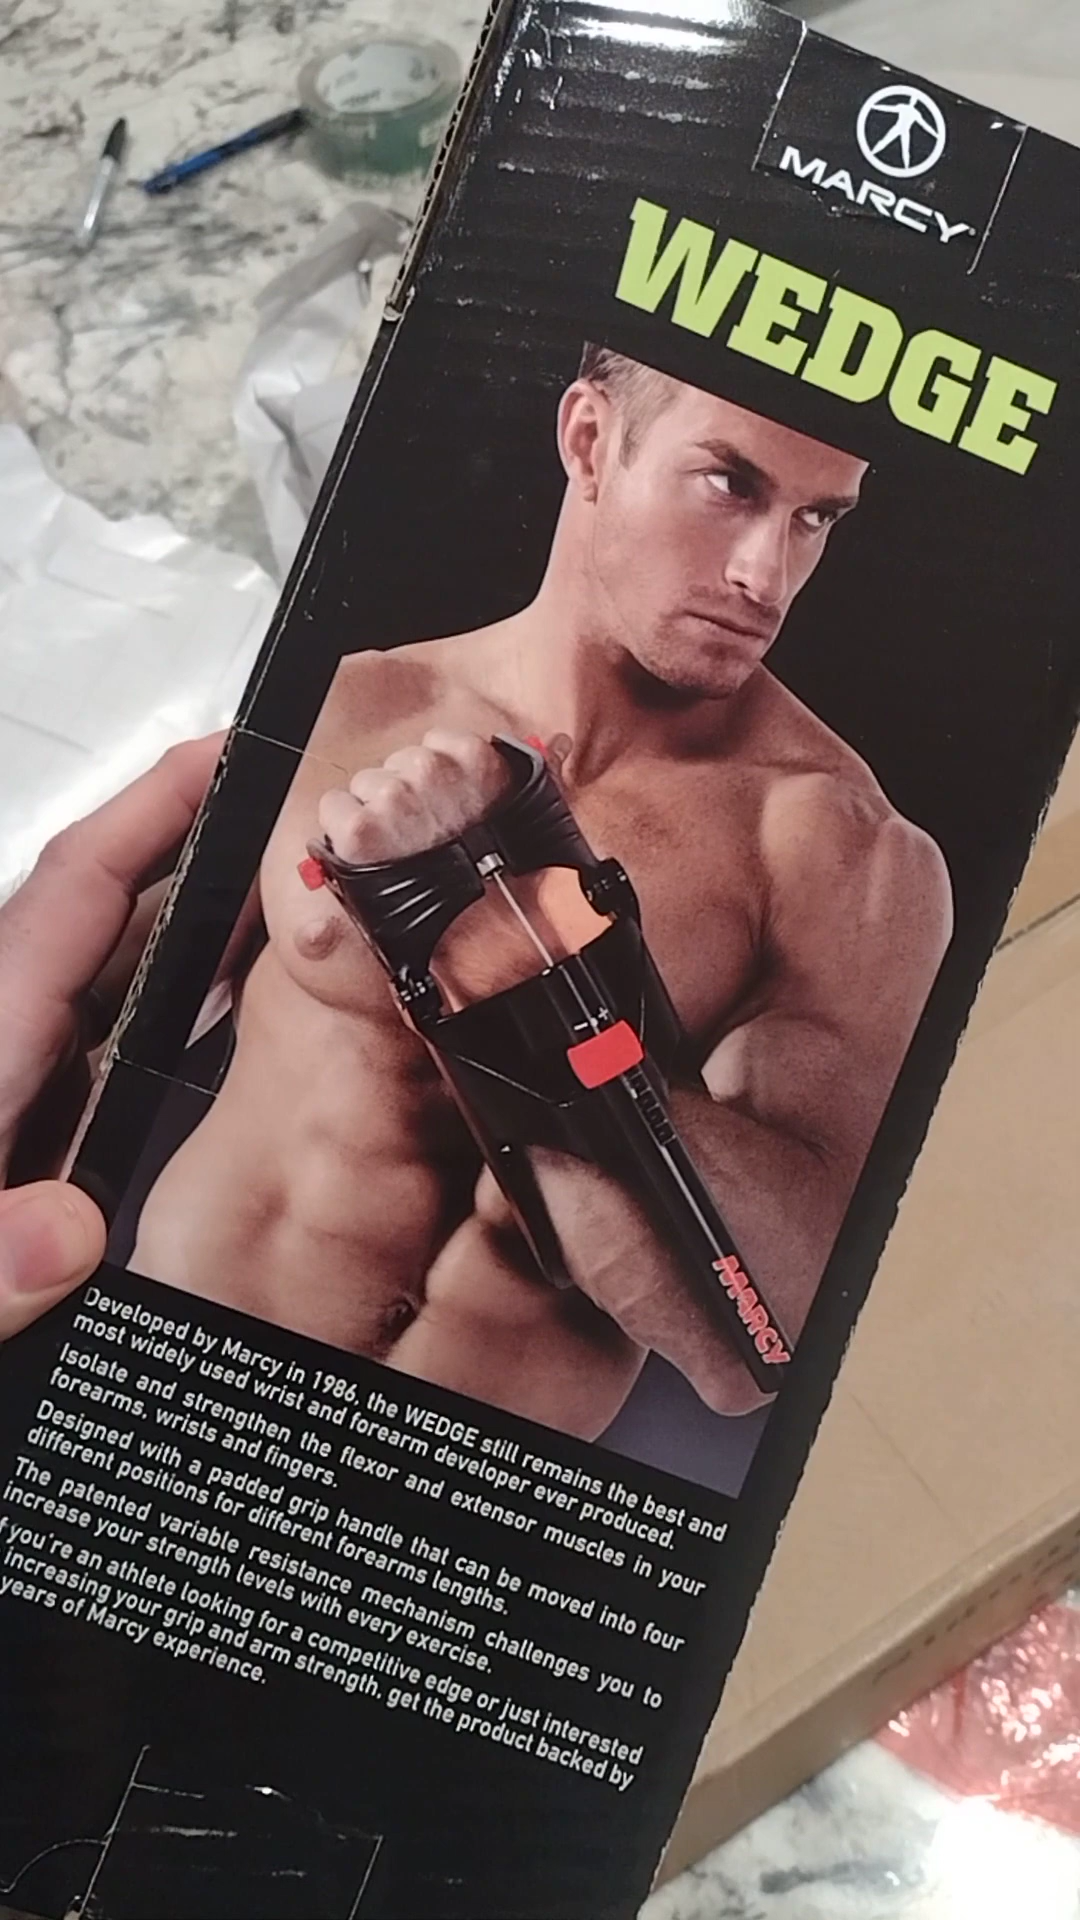 MARCY
WEDGE
MARCY
Developed by Marcy in 1986, the WEDGE still remains the best and
most widely used wrist and forearm developer ever produced.
Isolate and strengthen the flexor and extensor muscles in your
forearms, wrists and fingers.
Designed with a padded grip handle that can be moved into four
different positions for different forearms lengths.
The patented variable resistance mechanism challenges you to
increase your strength levels with every exercise.
If you're an athlete looking for a competitive edge or just interested
increasing your grip and arm strength, get the product backed by
years of Marcy experience.